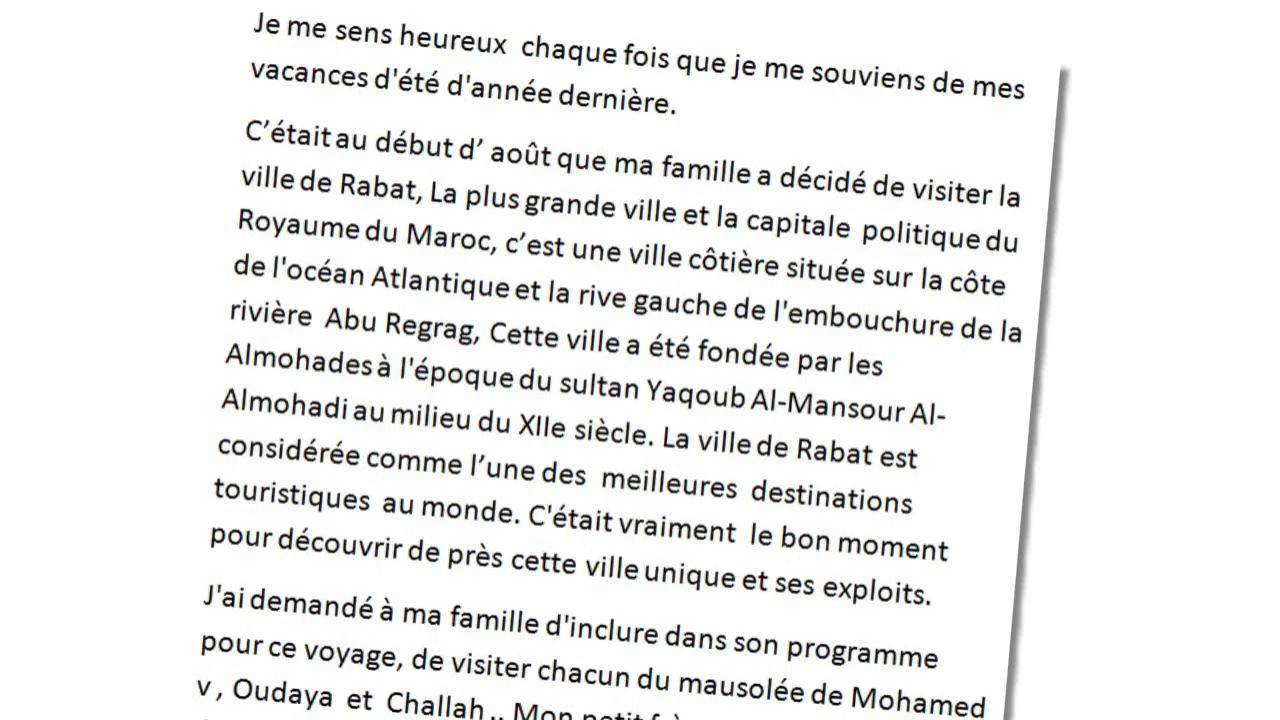 Je me sens heureux chaque fois que je me souviens de mes
vacances d'été d'année dernière.
C’était au début d’ août que ma famille a décidé de visiter la
ville de Rabat, La plus grande ville et la capitale politique du
Royaume du Maroc, c’est une ville côtière située sur la côte
de l'océan Atlantique et la rive gauche de l'embouchure de la
rivière Abu Regrag, Cette ville a été fondée par les
Almohades à l'époque du sultan Yaqoub Al-Mansour Al-
Almohadi au milieu du XIIe siècle. La ville de Rabat est
considérée comme l’une des meilleures destinations
touristiques au monde. C'était vraiment le bon moment
pour découvrir de près cette ville unique et ses exploits.
J'ai demandé à ma famille d'inclure dans son programme
pour ce voyage, de visiter chacun du mausolée de Mohamed
v , Oudaya et Challah .. Mon petit